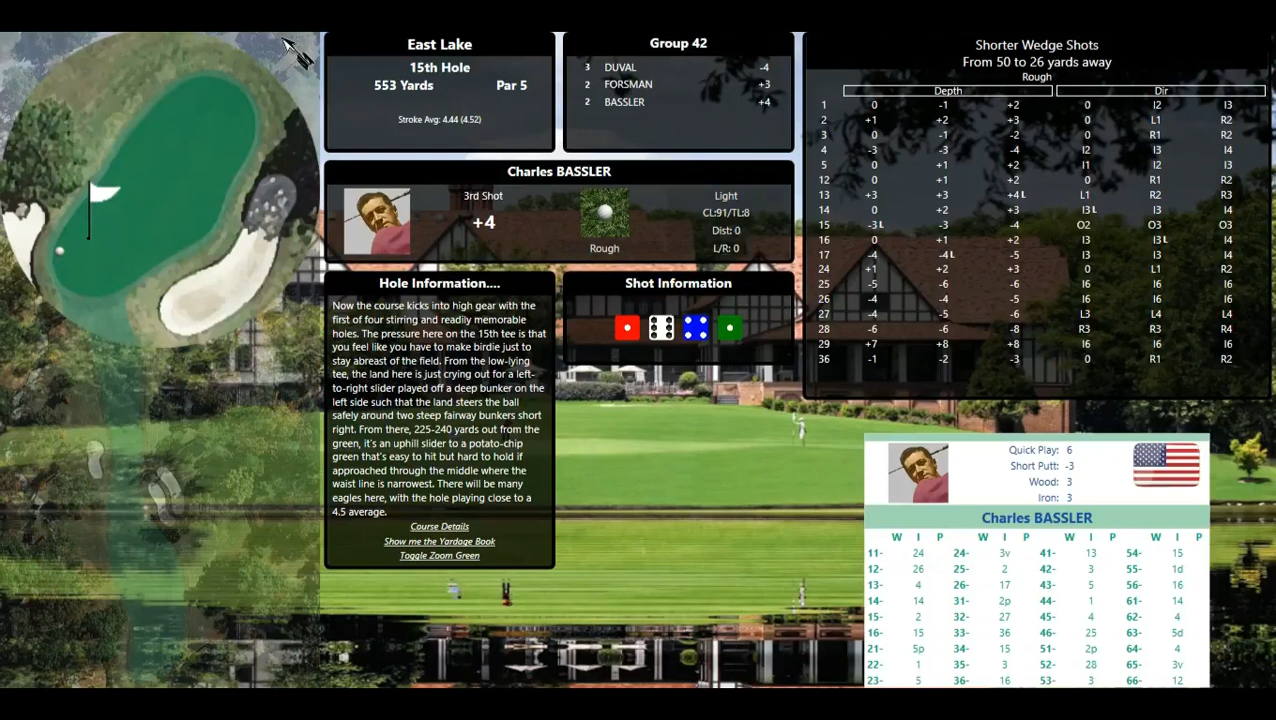 East Lake
15th Hole
553 Yards Par 5
Stroke Avg: 4.44 (4.52)
Group 42
3 DUVAL -4
2 FORSMAN +3
2 BASSLER +4
Charles BASSLER
3rd Shot
+4
Rough
Light
CL:91/TL:8
Dist: 0
L/R: 0
Hole Information....
Now the course kicks into high gear with the
first of four stirring and readily memorable
holes. The pressure here on the 15th tee is that
you feel like you have to make birdie just to
stay abreast of the field. From the low-lying
tee, the land here is just crying out for a left-
to-right slider played off a deep bunker on the
left side such that the land steers the ball
safely around two steep fairway bunkers short
right. From there, 225-240 yards out from the
green, it's an uphill slider to a potato-chip
green that's easy to hit but hard to hold if
approached through the middle where the
waist line is narrowest. There will be many
eagles here, with the hole playing close to a
4.5 average.
Course Details
Show me the Yardage Book
Toggle Zoom Green
Shot Information
Shorter Wedge Shots
From 50 to 26 yards away
Rough
Depth Dir
1 0 -1 +2 0 I2 I3
2 +1 +2 +3 0 L1 R2
3 0 -1 -2 0 R1 R2
4 -3 -3 -4 I2 I3 I4
5 0 +1 +2 I1 I2 I3
12 0 +1 +2 0 R1 R2
13 +3 +3 +4L L1 R2 R3
14 0 +2 +3 I3L I3 I4
15 -3L -3 -4 O2 O3 O3
16 0 +1 +2 I3 I3L I4
17 -4 -4L -5 I3 I3 I4
24 +1 +2 +3 0 L1 R2
25 -5 -6 -6 I6 I6 I6
26 -4 -4 -5 I6 I6 I6
27 -4 -5 -6 L3 L4 L4
28 -6 -6 -8 R3 R3 R4
29 +7 +8 +8 I6 I6 I6
36 -1 -2 -3 0 R1 R2
Quick Play: 6
Short Putt: -3
Wood: 3
Iron: 3
Charles BASSLER
W I P W I P W I P W I P
11- 24 24- 3v 41- 13 54- 15
12- 26 25- 2 42- 3 55- 1d
13- 4 26- 17 43- 5 56- 16
14- 14 31- 2p 44- 1 61- 14
15- 2 32- 27 45- 4 62- 4
16- 15 33- 36 46- 25 63- 5d
21- 5p 34- 15 51- 2p 64- 4
22- 1 35- 3 52- 28 65- 3v
23- 5 36- 16 53- 3 66- 12